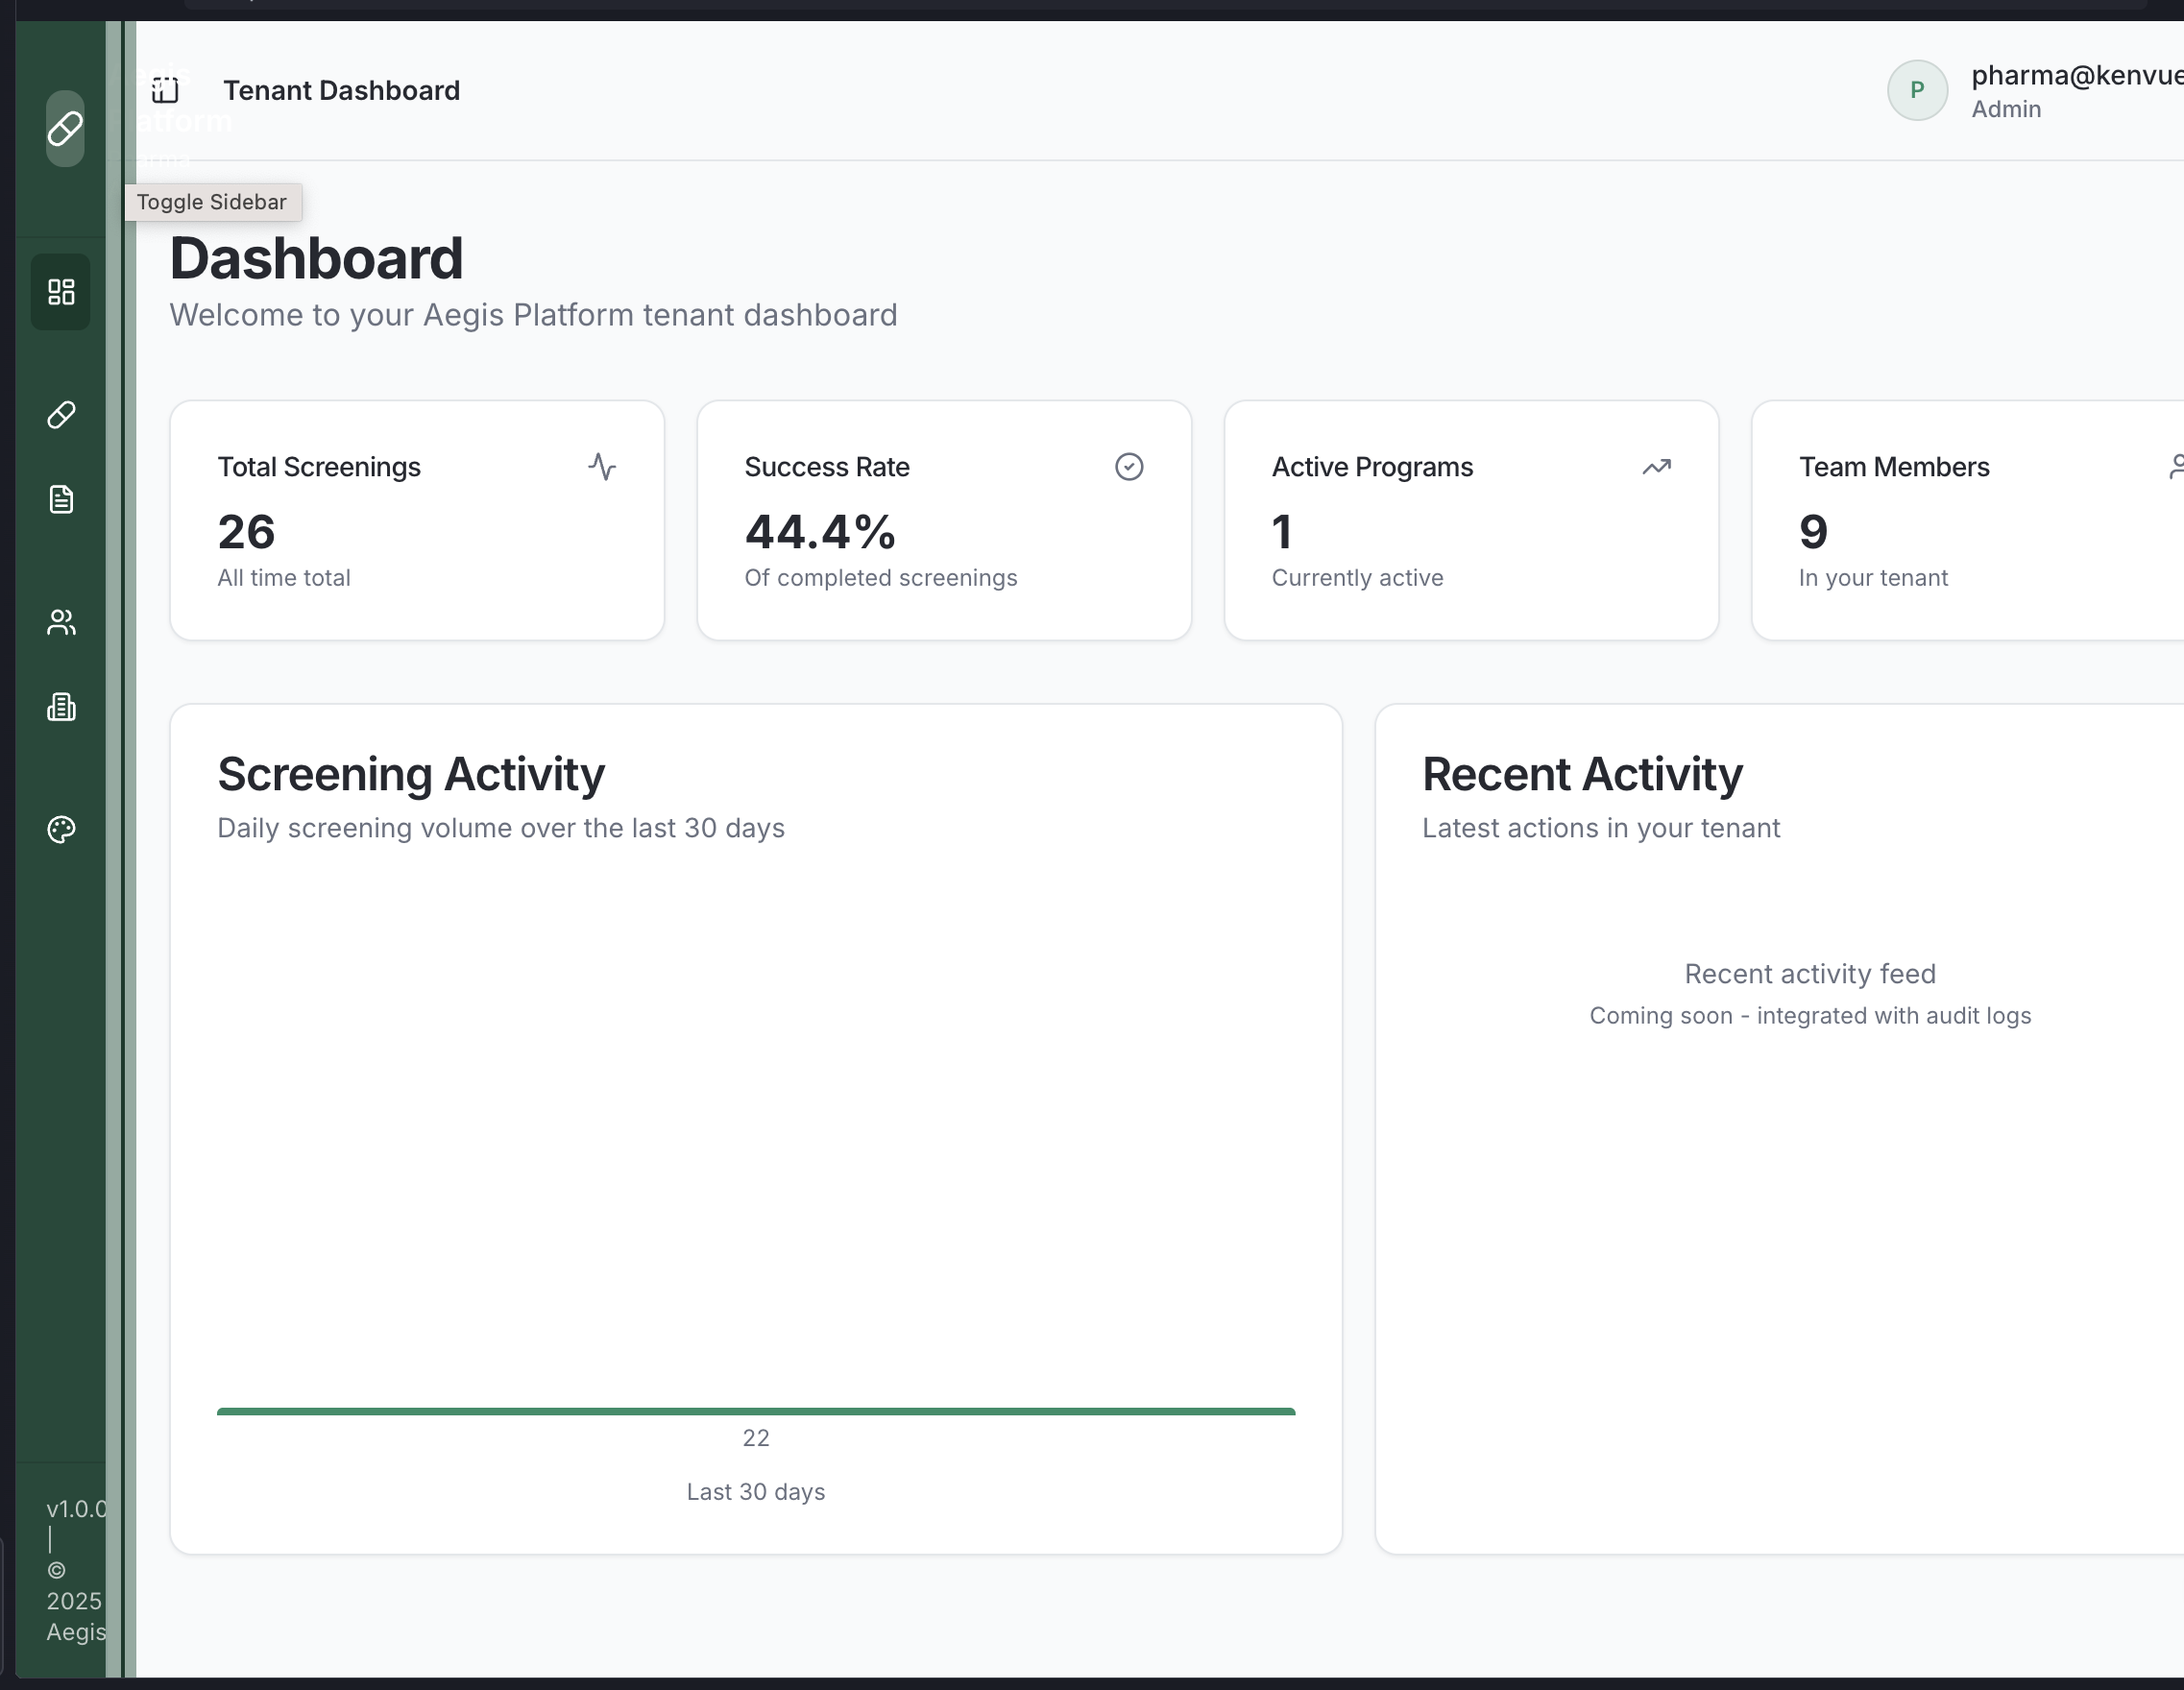 Tenant Dashboard
P
pharma@kenvue
Admin
atform
Toggle Sidebar
Dashboard
Welcome to your Aegis Platform tenant dashboard
Total Screenings
26
All time total
Success Rate
44.4%
Of completed screenings
Active Programs
1
Currently active
Team Members
9
In your tenant
Screening Activity
Daily screening volume over the last 30 days
22
Last 30 days
Recent Activity
Latest actions in your tenant
Recent activity feed
Coming soon - integrated with audit logs
v1.0.0
|
©
2025
Aegis